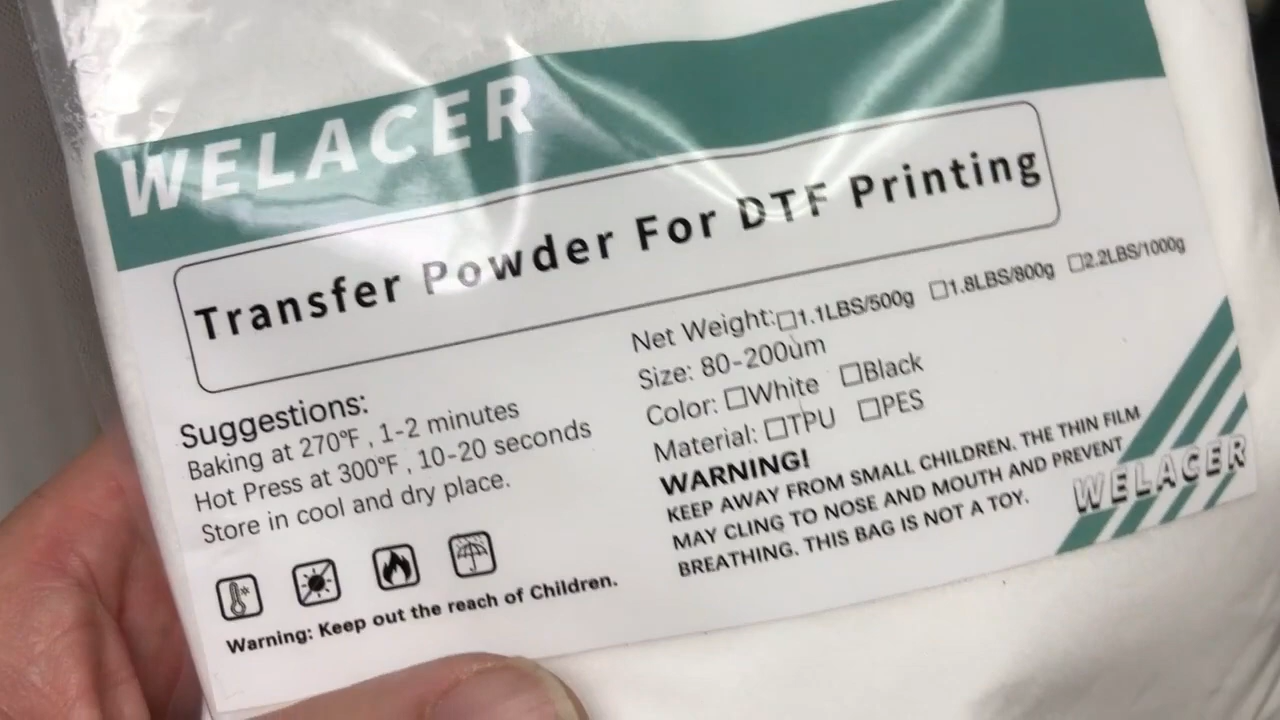 WELACER
Transfer Powder For DTF Printing
Suggestions:
Baking at 270°F , 1-2 minutes
Hot Press at 300°F , 10-20 seconds
Store in cool and dry place.
Warning: Keep out the reach of Children.
Net Weight:☐1.1LBS/500g ☐1.8LBS/800g ☐2.2LBS/1000g
Size: 80-200um
Color: ☐White ☐Black
Material: ☐TPU ☐PES
WARNING!
KEEP AWAY FROM SMALL CHILDREN. THE THIN FILM
MAY CLING TO NOSE AND MOUTH AND PREVENT
BREATHING. THIS BAG IS NOT A TOY.
WELACER